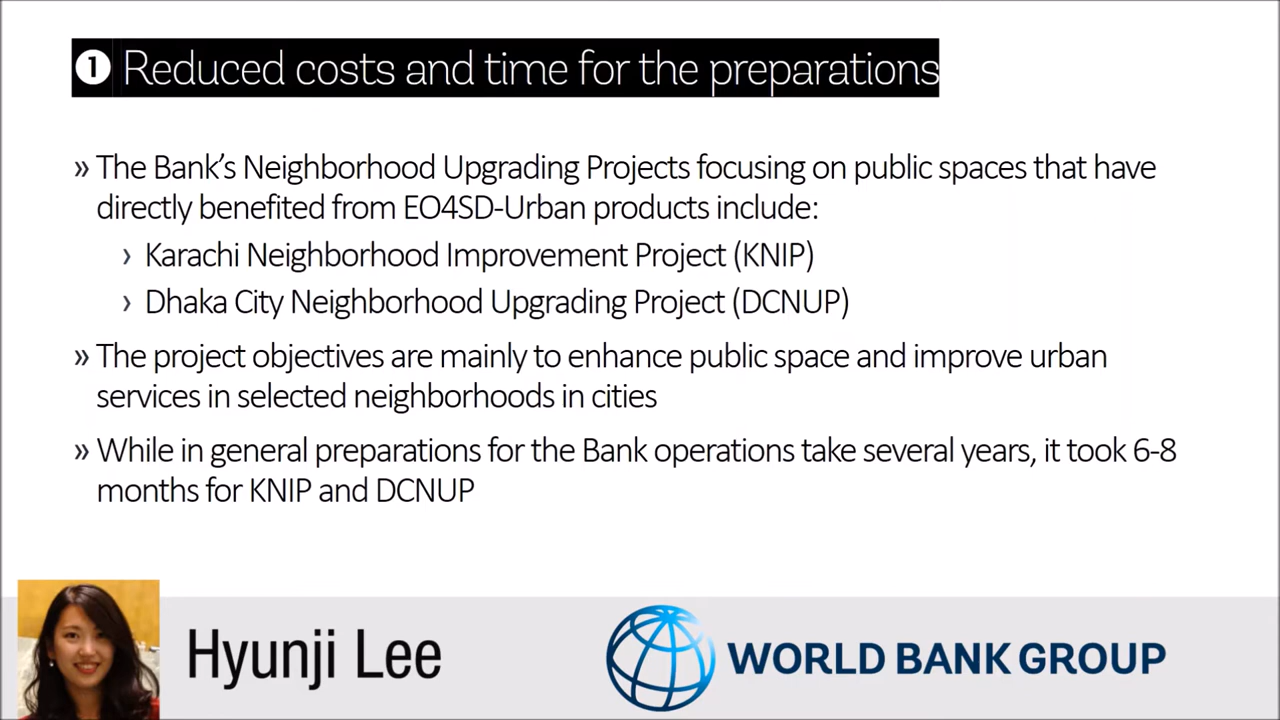 ❶ Reduced costs and time for the preparations
» The Bank’s Neighborhood Upgrading Projects focusing on public spaces that have
directly benefited from EO4SD-Urban products include:
› Karachi Neighborhood Improvement Project (KNIP)
› Dhaka City Neighborhood Upgrading Project (DCNUP)
» The project objectives are mainly to enhance public space and improve urban
services in selected neighborhoods in cities
» While in general preparations for the Bank operations take several years, it took 6-8
months for KNIP and DCNUP
Hyunji Lee
WORLD BANK GROUP